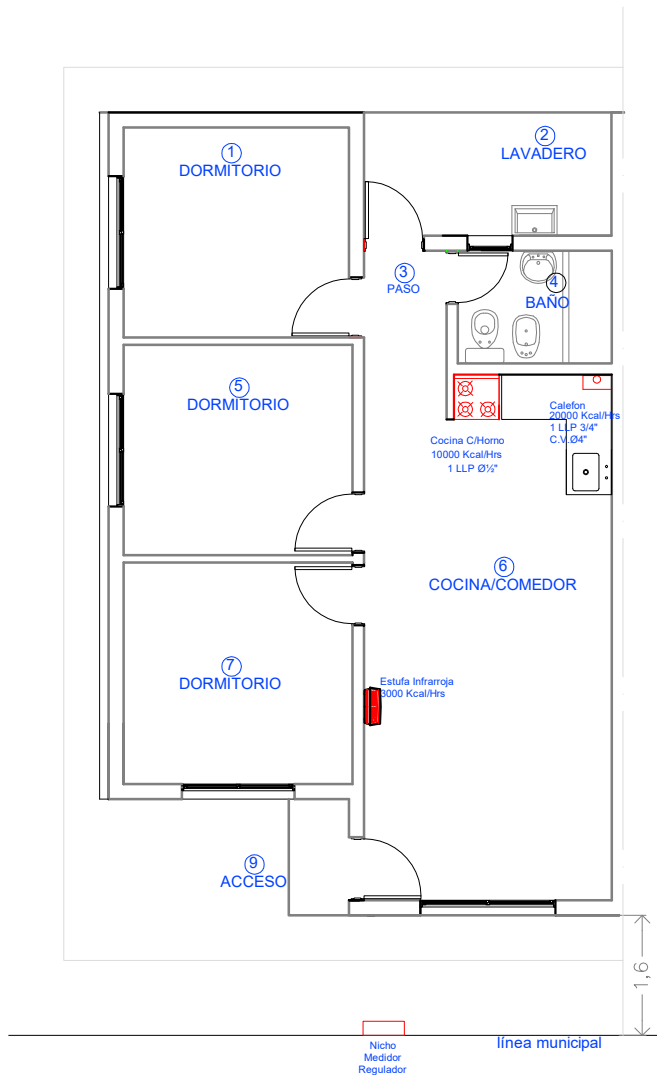 1
DORMITORIO
2
LAVADERO
3
PASO
4
BAÑO
5
DORMITORIO
Calefon
20000 Kcal/Hrs
1 LLP 3/4"
C.V.Ø4"
Cocina C/Horno
10000 Kcal/Hrs
1 LLP Ø½"
6
COCINA/COMEDOR
7
DORMITORIO
Estufa Infrarroja
3000 Kcal/Hrs
9
ACCESO
1,6
línea municipal
Nicho
Medidor
Regulador